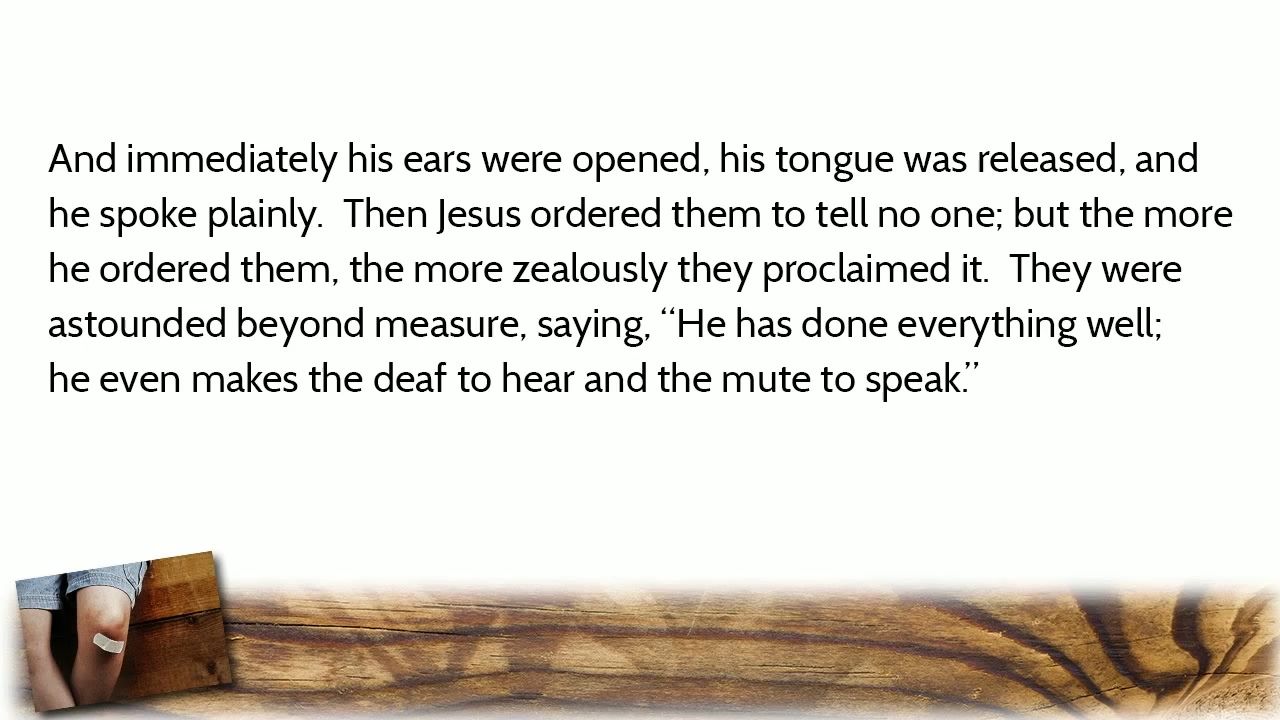 And immediately his ears were opened, his tongue was released, and
he spoke plainly.  Then Jesus ordered them to tell no one; but the more
he ordered them, the more zealously they proclaimed it.  They were
astounded beyond measure, saying, “He has done everything well;
he even makes the deaf to hear and the mute to speak.”